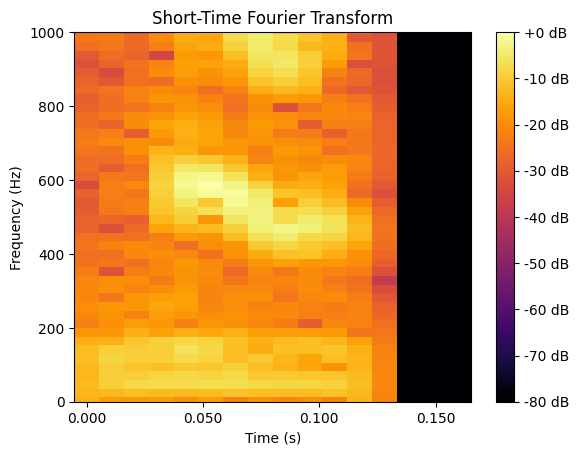 Short-Time Fourier Transform
1000
800
600
400
200
0
Frequency (Hz)
0.000
0.050
0.100
0.150
Time (s)
+0 dB
-10 dB
-20 dB
-30 dB
-40 dB
-50 dB
-60 dB
-70 dB
-80 dB